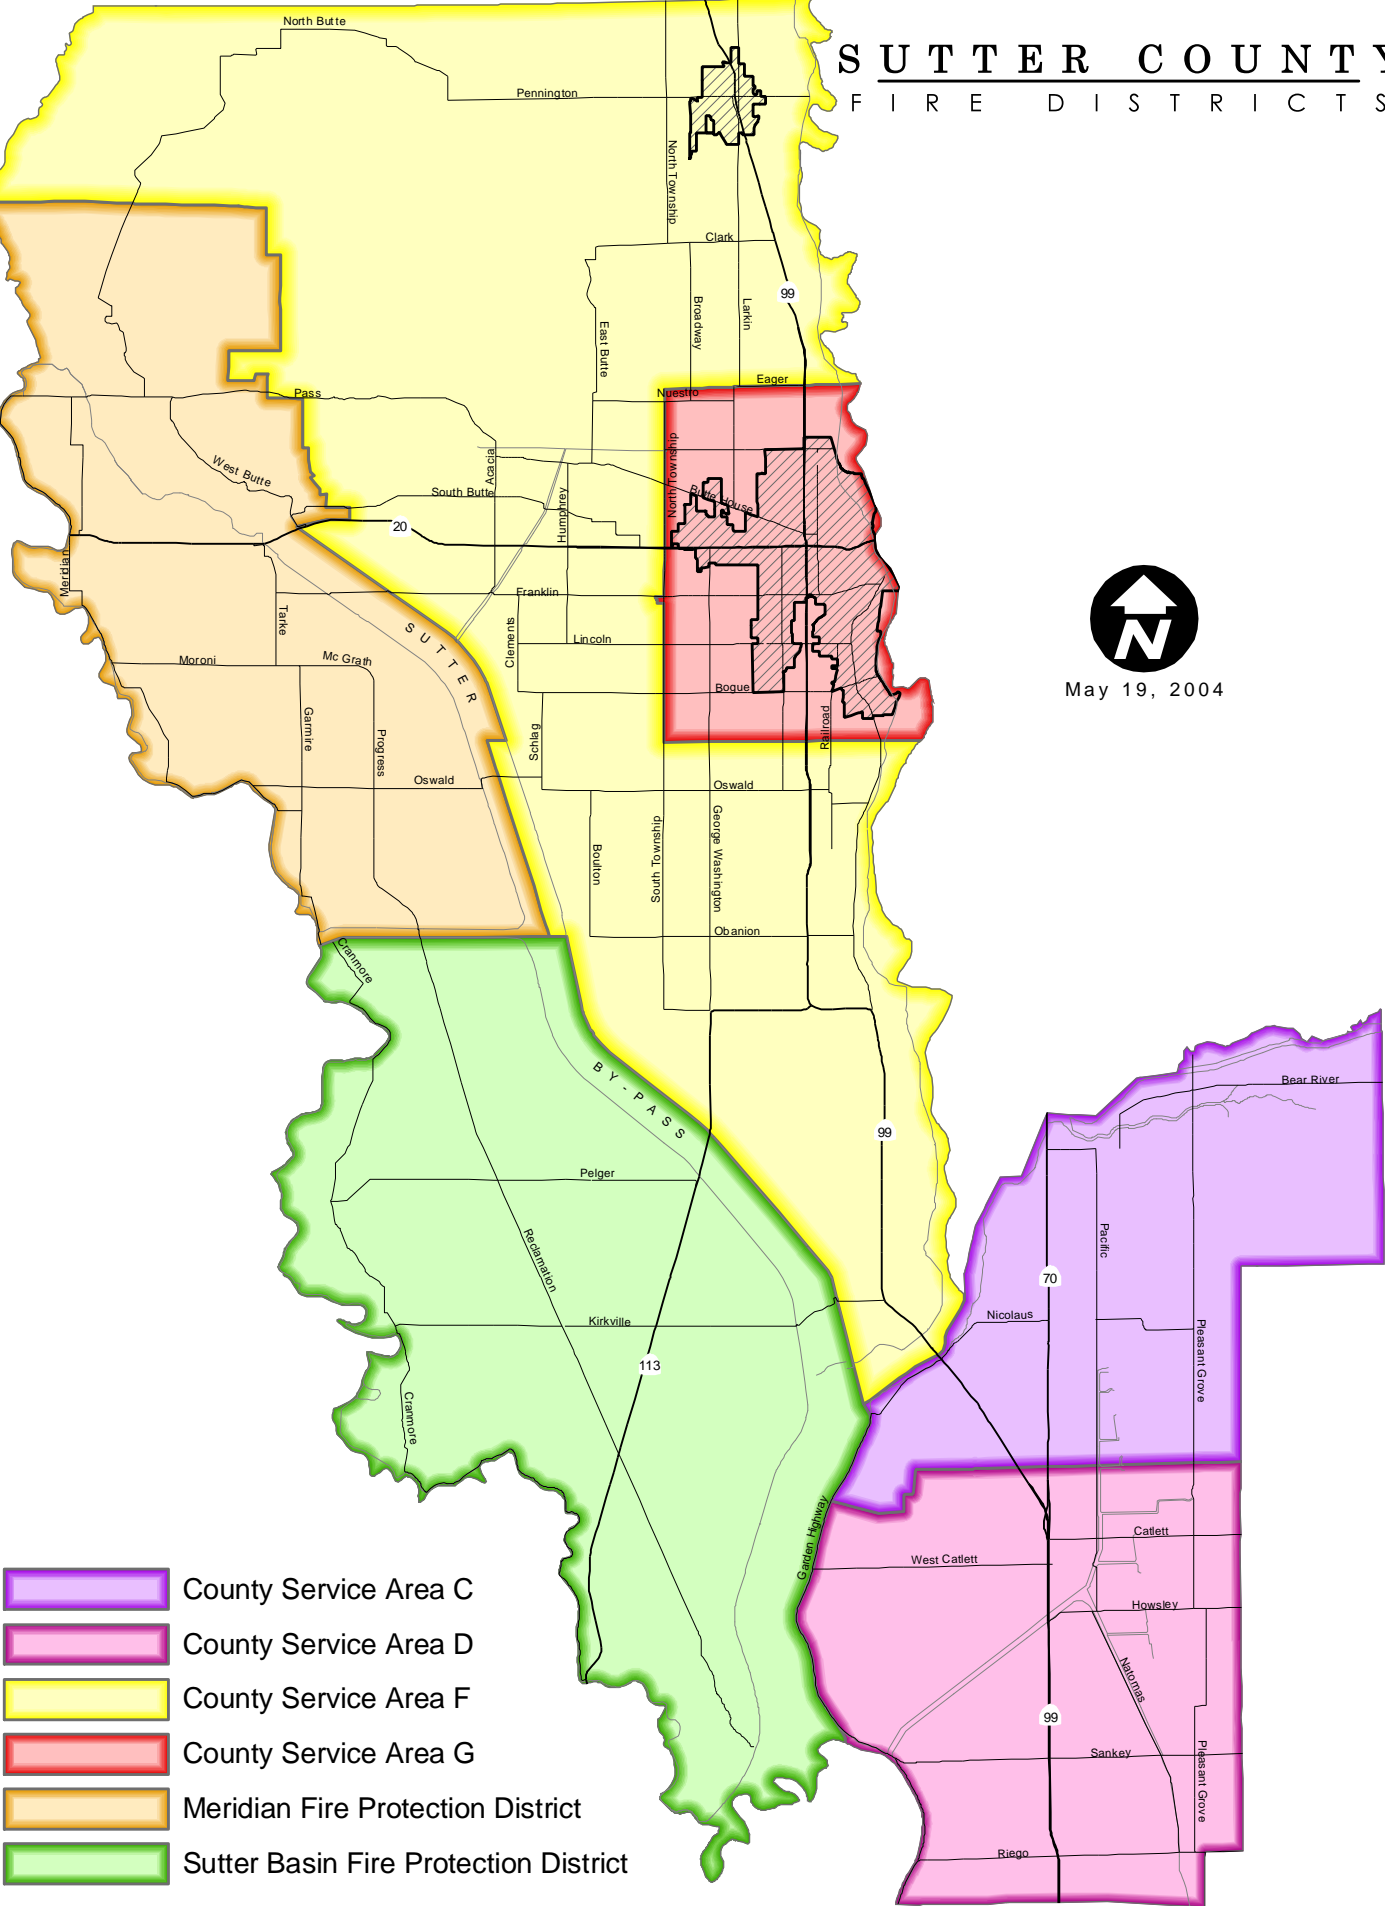 SUTTER COUNTY
FIRE DISTRICTS
North Butte
Pennington
North Township
Clark
99
East Butte
Broadway
Larkin
Eager
Nuestro
Pass
North Township
Butte House
West Butte
Acacia
South Butte
Humphrey
20
Meridian
Franklin
Tarke
SUTTER
Clements
Lincoln
Moroni
Mc Grath
Bogue
N
May 19, 2004
Garmire
Progress
Schlag
Railroad
Oswald
Oswald
Boulton
South Township
George Washington
Obanion
Cranmore
BY-PASS
Bear River
99
Pelger
Pacific
Reclamation
70
Nicolaus
Kirkville
Pleasant Grove
113
Cranmore
Garden Highway
Catlett
West Catlett
Howsley
Natomas
99
Sankey
Pleasant Grove
Riego
County Service Area C
County Service Area D
County Service Area F
County Service Area G
Meridian Fire Protection District
Sutter Basin Fire Protection District